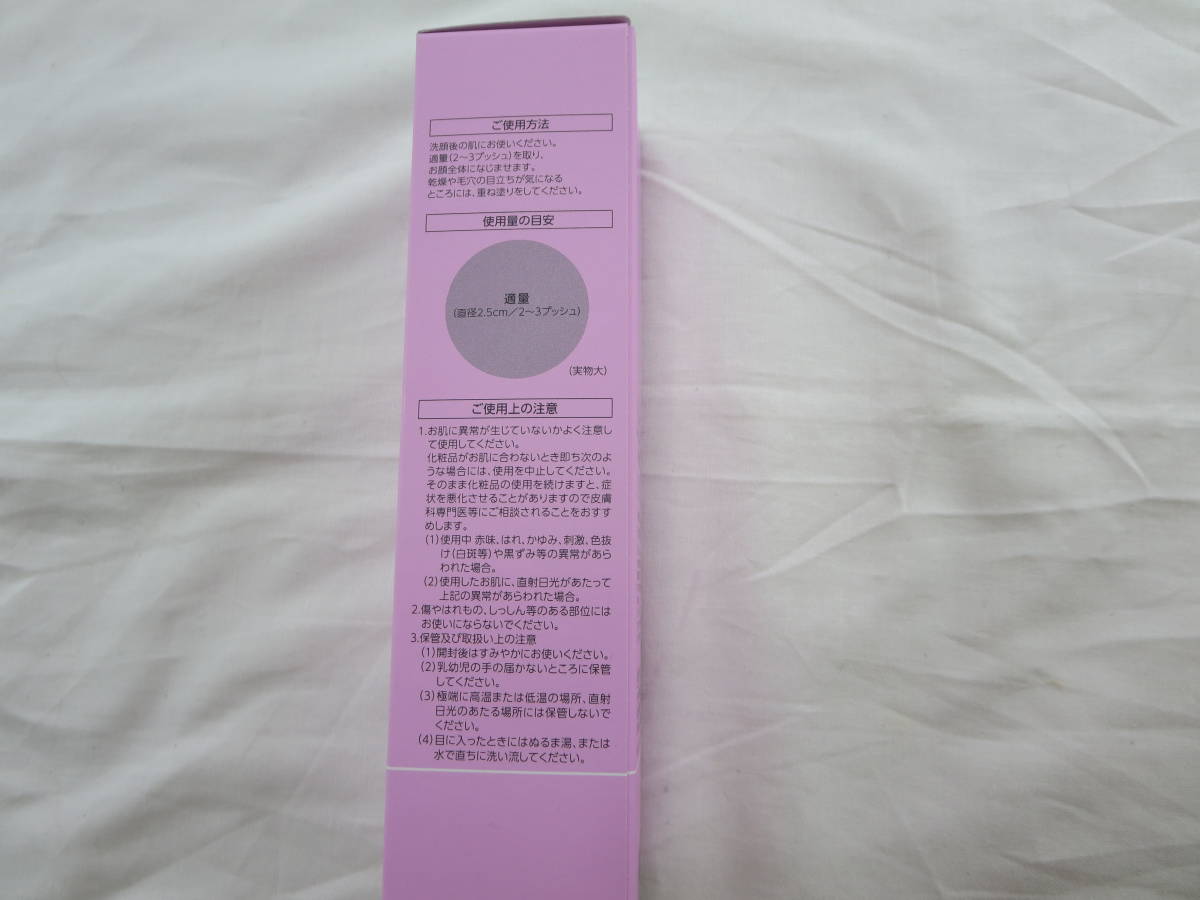 ご使用方法
洗顔後の肌にお使いください。
適量(2〜3プッシュ)を取り、
お顔全体になじませます。
乾燥や毛穴の目立ちが気になる
ところには、重ね塗りをしてください。
使用量の目安
適量
(直径2.5cm/2〜3プッシュ)
(実物大)
ご使用上の注意
1.お肌に異常が生じていないかよく注意し
て使用してください。
化粧品がお肌に合わないとき即ち次のよ
うな場合には、使用を中止してください。
そのまま化粧品の使用を続けますと、症
状を悪化させることがありますので皮膚
科専門医等にご相談されることをおすす
めします。
(1)使用中 赤味、はれ、かゆみ、刺激、色抜
け(白斑等)や黒ずみ等の異常があら
われた場合。
(2)使用したお肌に、直射日光があたって
上記の異常があらわれた場合。
2.傷やはれもの、しっしん等のある部位には
お使いにならないでください。
3.保管及び取扱い上の注意
(1)開封後はすみやかにお使いください。
(2)乳幼児の手の届かないところに保管
してください。
(3)極端に高温または低温の場所、直射
日光のあたる場所には保管しないで
ください。
(4)目に入ったときにはぬるま湯、または
水で直ちに洗い流してください。